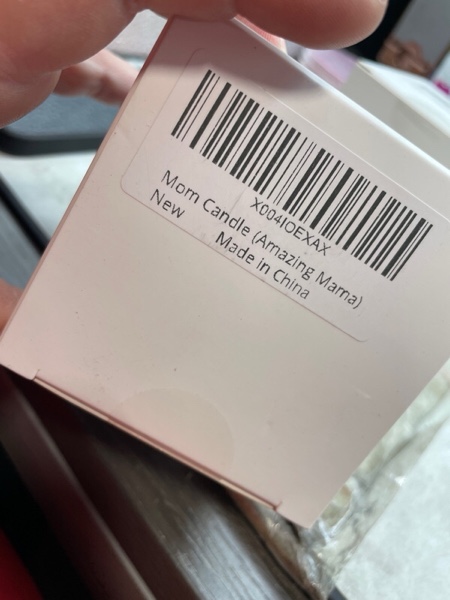 X004IOEXAX
Mom Candle (Amazing Mama)
New
Made in China